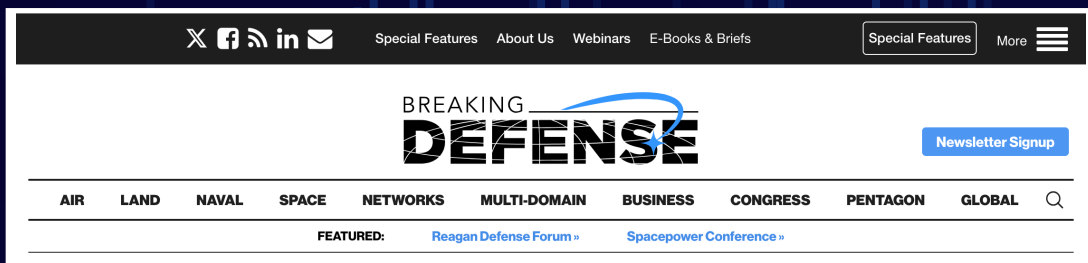 Special Features About Us Webinars E-Books & Briefs Special Features More
BREAKING
DEFENSE
Newsletter Signup
AIR LAND NAVAL SPACE NETWORKS MULTI-DOMAIN BUSINESS CONGRESS PENTAGON GLOBAL
FEATURED: Reagan Defense Forum » Spacepower Conference »